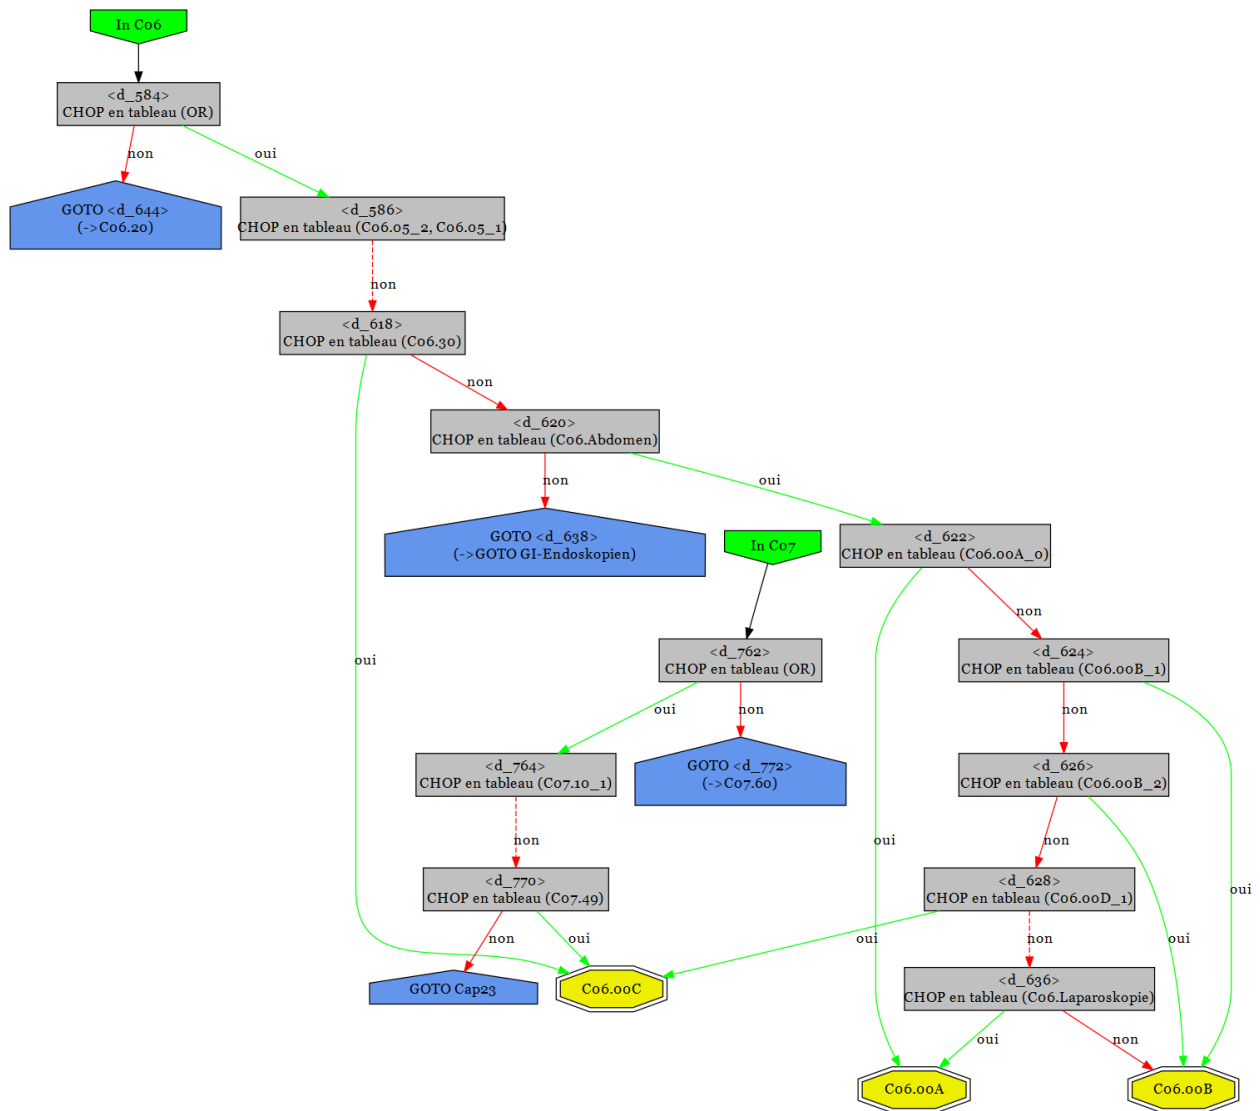 In C06
<d_584>
CHOP en tableau (OR)
non
oui
GOTO <d_644>
(->C06.20)
<d_586>
CHOP en tableau (C06.05_2, C06.05_1)
non
<d_618>
CHOP en tableau (C06.30)
non
<d_620>
CHOP en tableau (C06.Abdomen)
non
oui
GOTO <d_638>
(->GOTO GI-Endoskopien)
In C07
<d_622>
CHOP en tableau (C06.00A_0)
non
oui
<d_762>
CHOP en tableau (OR)
<d_624>
CHOP en tableau (C06.00B_1)
oui
non
non
<d_764>
CHOP en tableau (C07.10_1)
GOTO <d_772>
(->C07.60)
<d_626>
CHOP en tableau (C06.00B_2)
non
oui
non
<d_770>
CHOP en tableau (C07.49)
<d_628>
CHOP en tableau (C06.00D_1)
oui
non
oui
oui
non
oui
GOTO Cap23
C06.00C
<d_636>
CHOP en tableau (C06.Laparoskopie)
oui
non
C06.00A
C06.00B